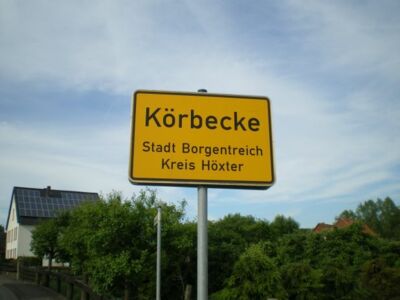 Körbecke
Stadt Borgentreich
Kreis Höxter